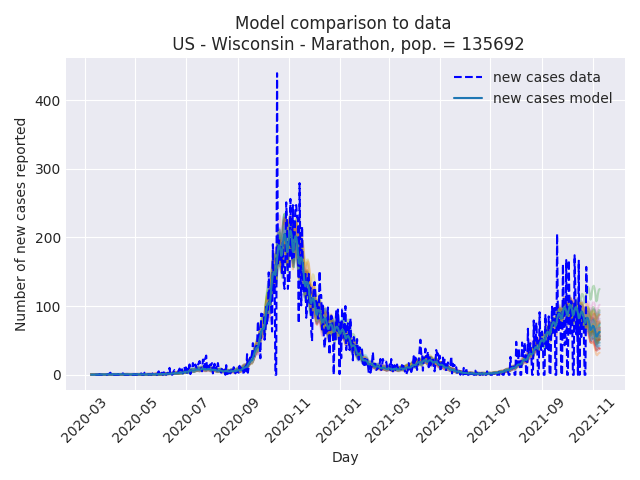 Model comparison to data
US - Wisconsin - Marathon, pop. = 135692
new cases data
new cases model
Number of new cases reported
400
300
200
100
0
2020-03
2020-05
2020-07
2020-09
2020-11
2021-01
2021-03
2021-05
2021-07
2021-09
2021-11
Day